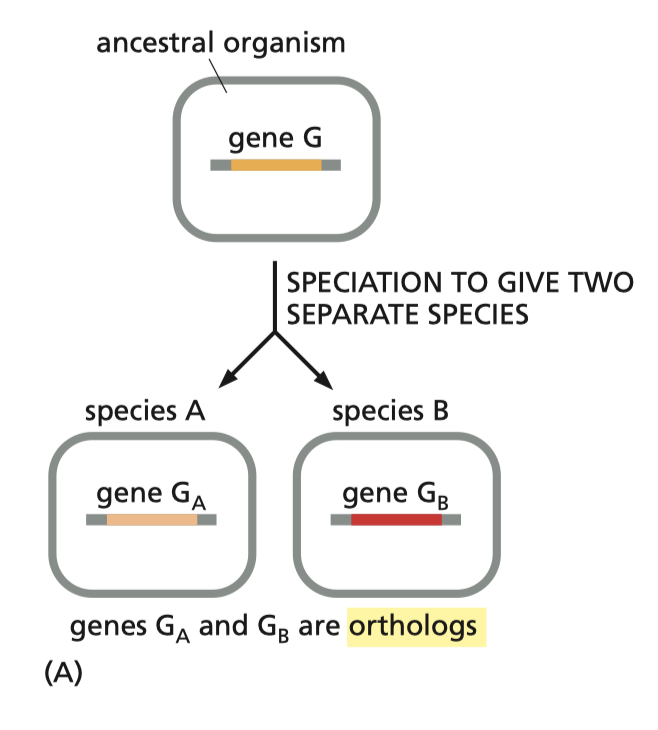 ancestral organism
gene G
SPECIATION TO GIVE TWO
SEPARATE SPECIES
species A
species B
gene G_A
gene G_B
genes G_A and G_B are orthologs
(A)